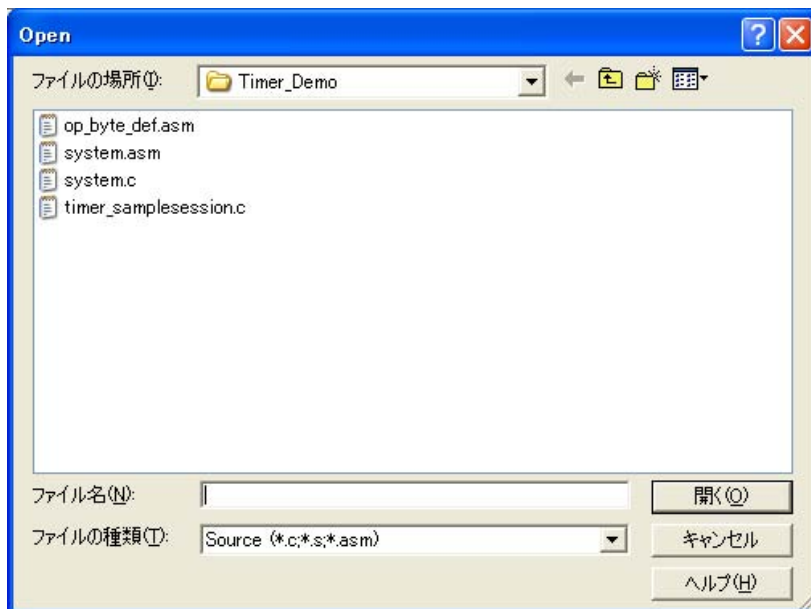 Open
ファイルの場所(I): Timer_Demo
op_byte_def.asm
system.asm
system.c
timer_samplesession.c
ファイル名(N): 開く(O)
ファイルの種類(T): Source (*.c;*.s;*.asm) キャンセル
ヘルプ(H)